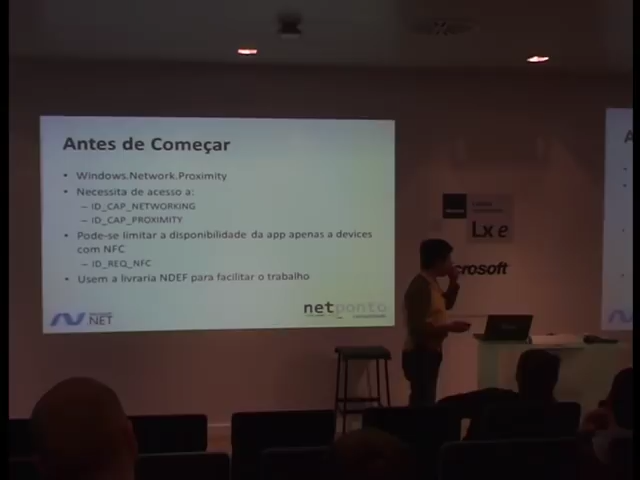 Antes de Começar
• Windows.Network.Proximity
• Necessita de acesso a:
– ID_CAP_NETWORKING
– ID_CAP_PROXIMITY
• Pode-se limitar a disponibilidade da app apenas a devices
com NFC
– ID_REQ_NFC
• Usem a livraria NDEF para facilitar o trabalho
.NET
netponto
Lx e
crosoft